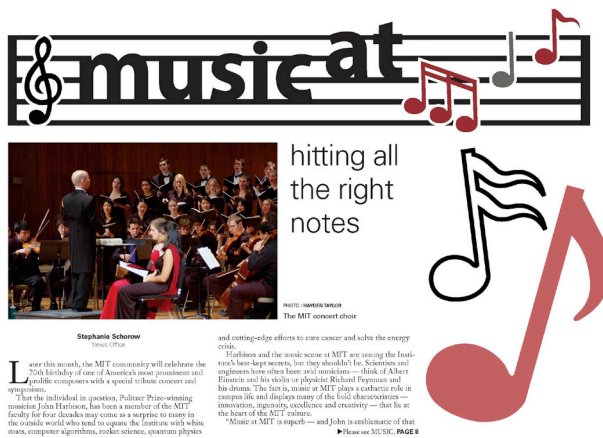 music at
hitting all
the right
notes
PHOTO / HAYDEN TAYLOR
The MIT concert choir
Stephanie Schorow
News Office
Later this month, the MIT community will celebrate the
70th birthday of one of America's most prominent and
prolific composers with a special tribute concert and
symposium.
That the individual in question, Pulitzer Prize-winning
musician John Harbison, has been a member of the MIT
faculty for four decades may come as a surprise to many in
the outside world who tend to equate the Institute with white
coats, computer algorithms, rocket science, quantum physics
and cutting-edge efforts to cure cancer and solve the energy
crisis.
Harbison and the music scene at MIT are among the Insti-
tute's best-kept secrets, but they shouldn't be. Scientists and
engineers have often been avid musicians — think of Albert
Einstein and his violin or physicist Richard Feynman and
his drums. The fact is, music at MIT plays a cathartic role in
campus life and displays many of the bold characteristics —
innovation, ingenuity, excellence and creativity — that lie at
the heart of the MIT culture.
"Music at MIT is superb — and John is emblematic of that
▶Please see MUSIC, PAGE 8